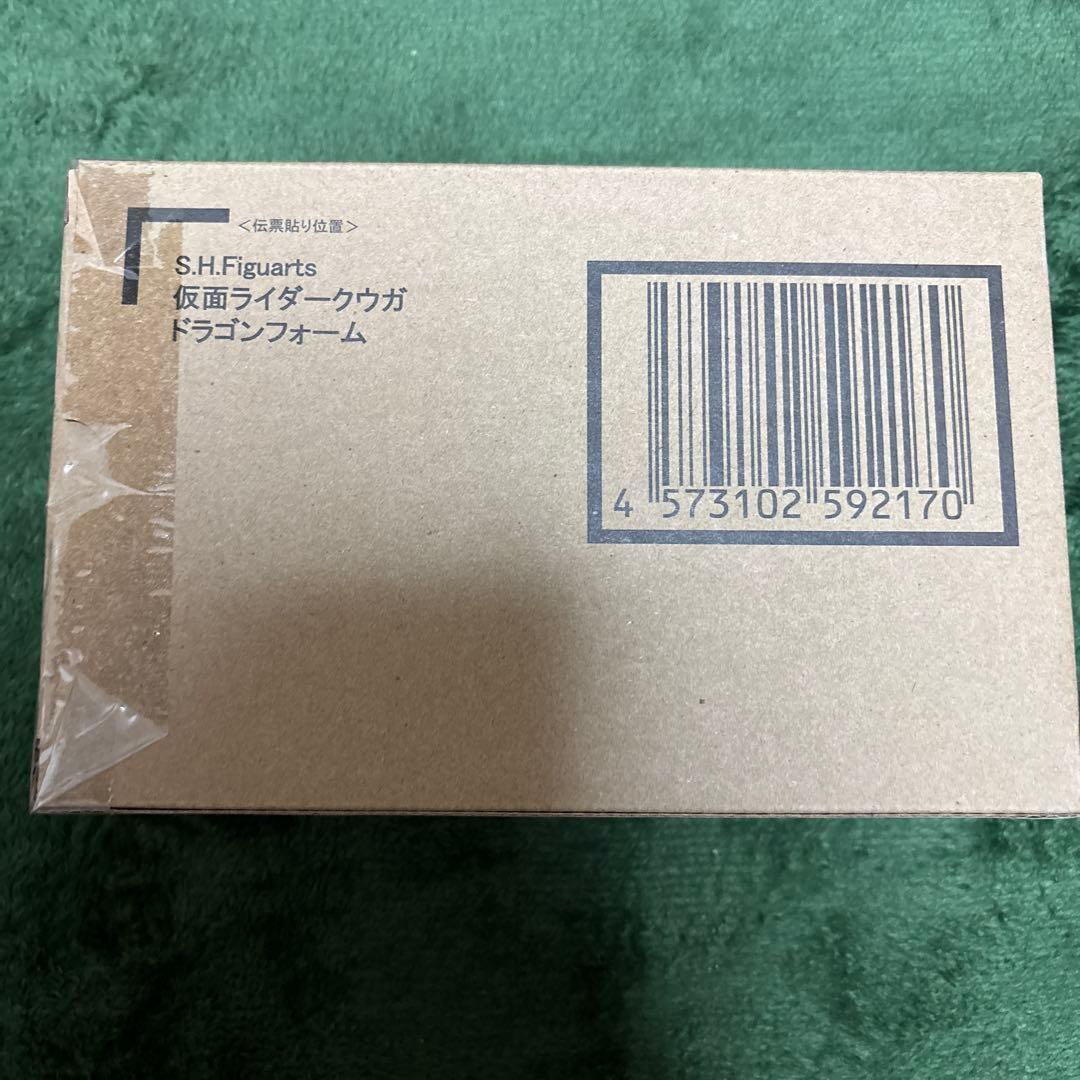 ＜伝票貼り位置＞
S.H.Figuarts
仮面ライダークウガ
ドラゴンフォーム
4 573102 592170